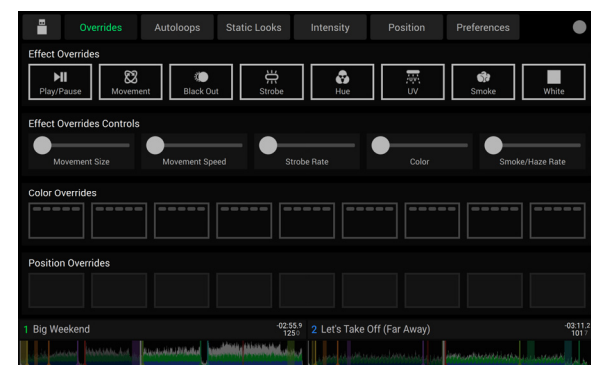 Overrides Autoloops Static Looks Intensity Position Preferences
Effect Overrides
Play/Pause Movement Black Out Strobe Hue UV Smoke White
Effect Overrides Controls
Movement Size Movement Speed Strobe Rate Color Smoke/Haze Rate
Color Overrides
Position Overrides
1 Big Weekend -02:55.9 2 Let's Take Off (Far Away) -03:11.2
125 0 101 7